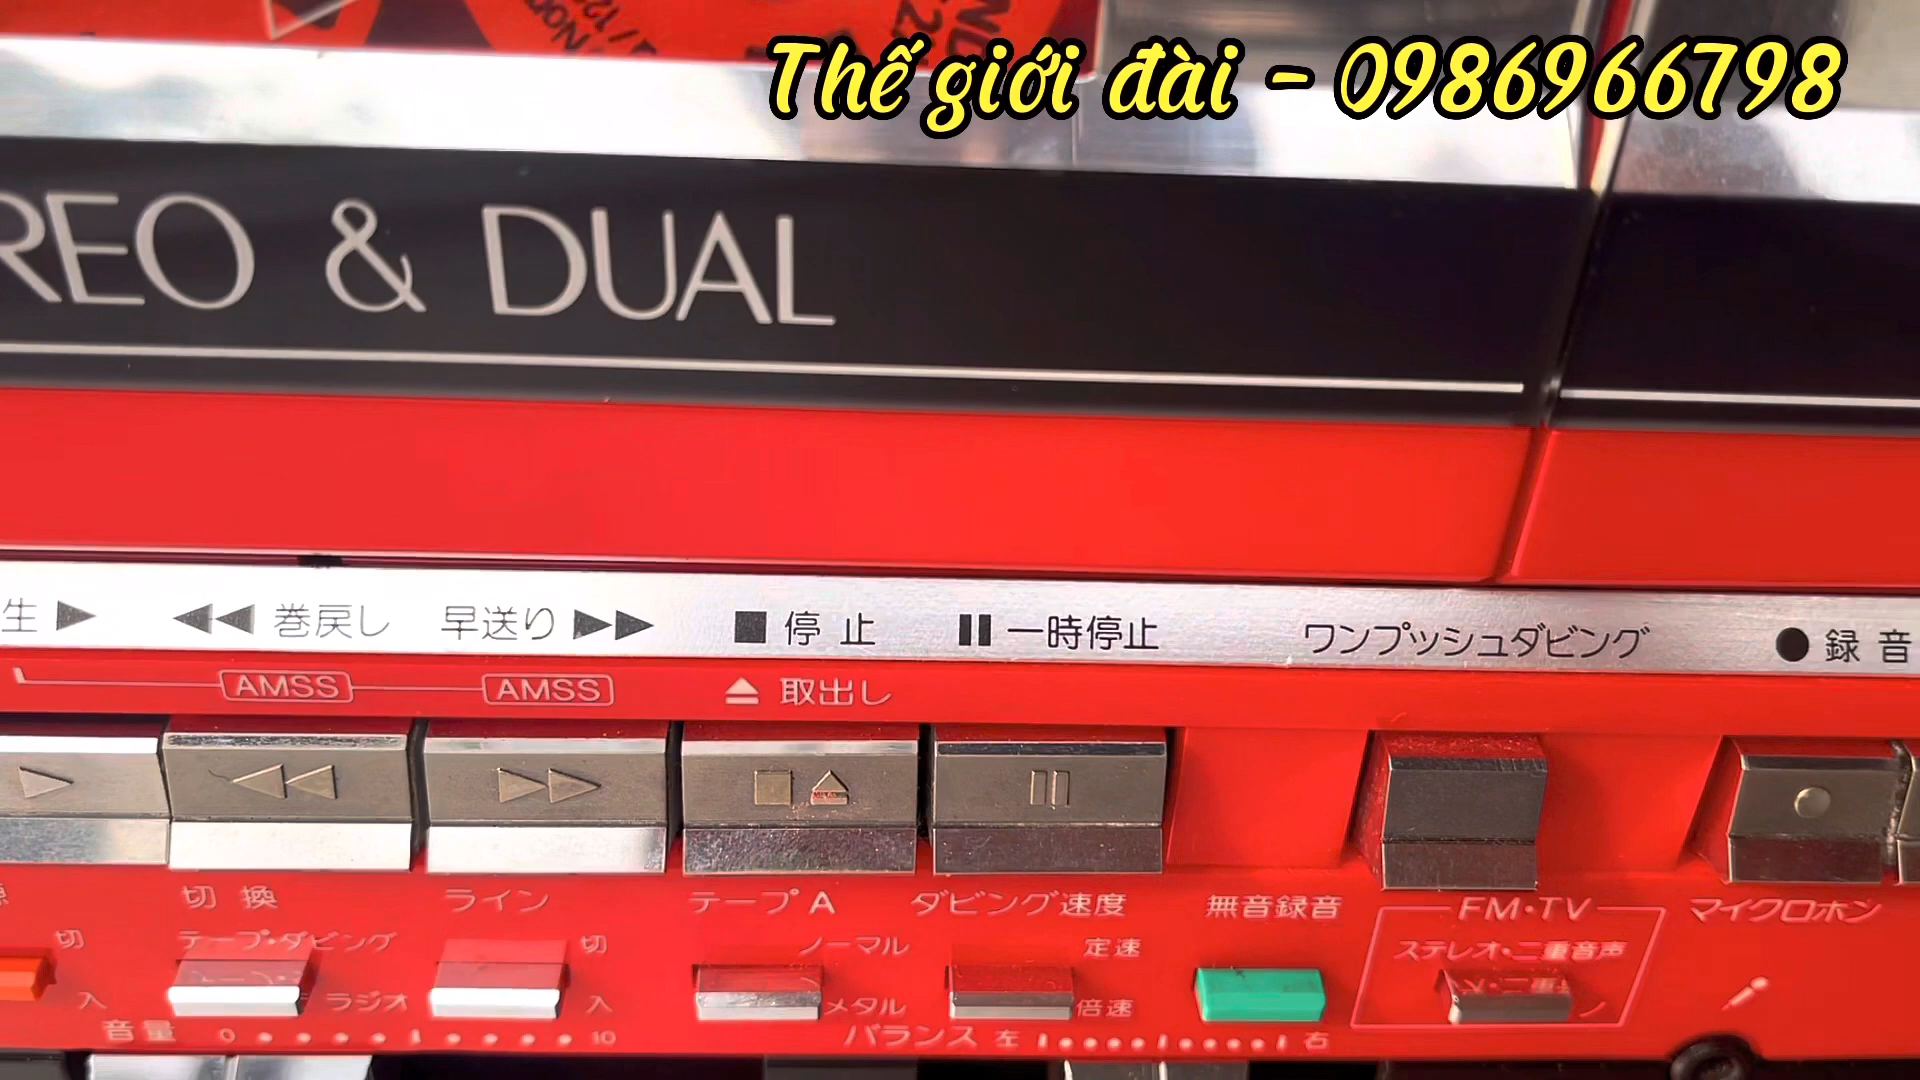 Thế giới đài - 0986966798
REO & DUAL
生 ▶ ◀◀ 巻戻し 早送り ▶▶ ■ 停止 ❚❚ 一時停止 ワンプッシュダビング ● 録音
AMSS AMSS ▲ 取出し
切換 ライン テープ A ダビング速度 無音録音 FM・TV マイクロホン
切 テープ・ダビング 切 ノーマル 定速 ステレオ・二重音声
入 ラジオ 入 メタル 倍速
音量 0 10 バランス 左 右